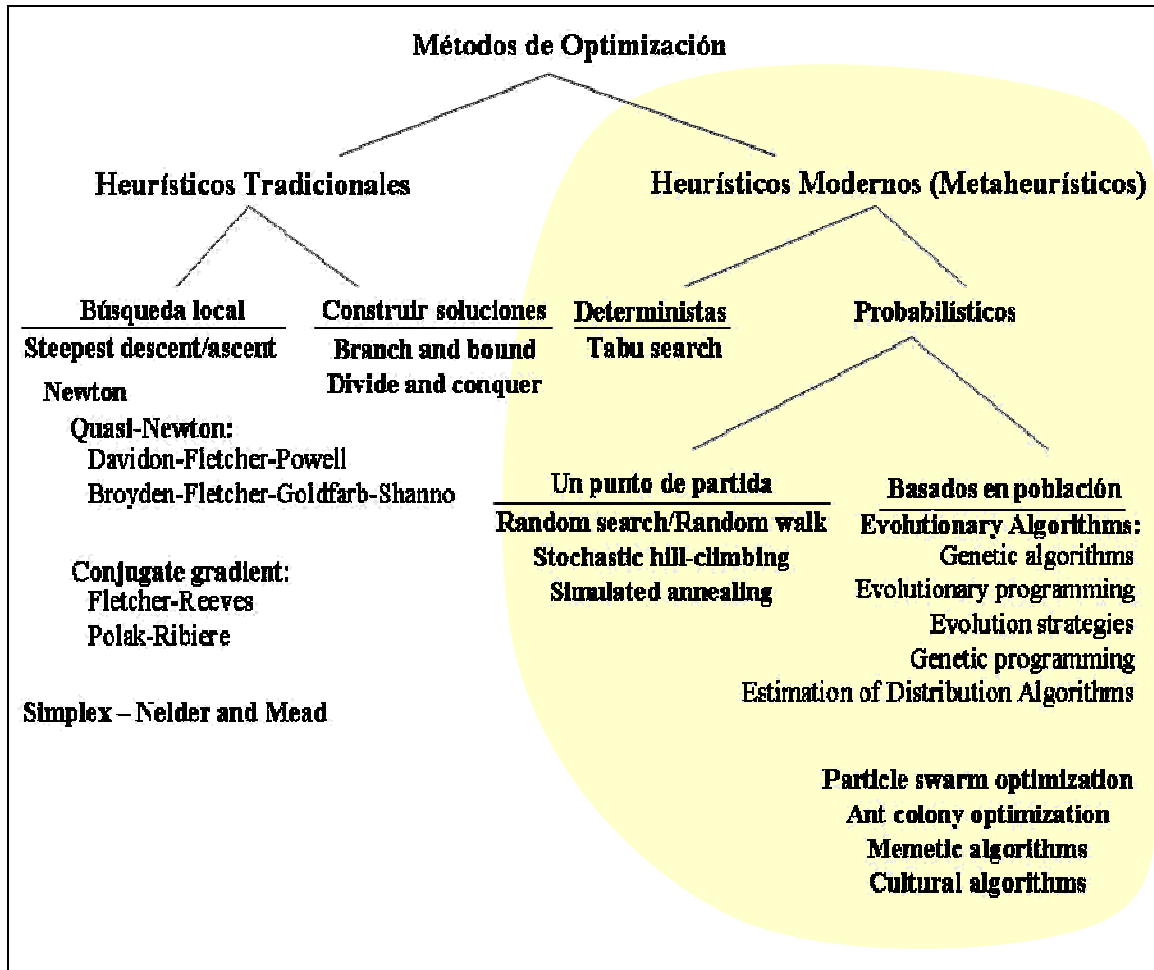 Métodos de Optimización
Heurísticos Tradicionales
Heurísticos Modernos (Metaheurísticos)
Búsqueda local
Steepest descent/ascent
Newton
Quasi-Newton:
Davidon-Fletcher-Powell
Broyden-Fletcher-Goldfarb-Shanno
Conjugate gradient:
Fletcher-Reeves
Polak-Ribiere
Simplex – Nelder and Mead
Construir soluciones
Branch and bound
Divide and conquer
Deterministas
Tabu search
Probabilísticos
Un punto de partida
Random search/Random walk
Stochastic hill-climbing
Simulated annealing
Basados en población
Evolutionary Algorithms:
Genetic algorithms
Evolutionary programming
Evolution strategies
Genetic programming
Estimation of Distribution Algorithms
Particle swarm optimization
Ant colony optimization
Memetic algorithms
Cultural algorithms